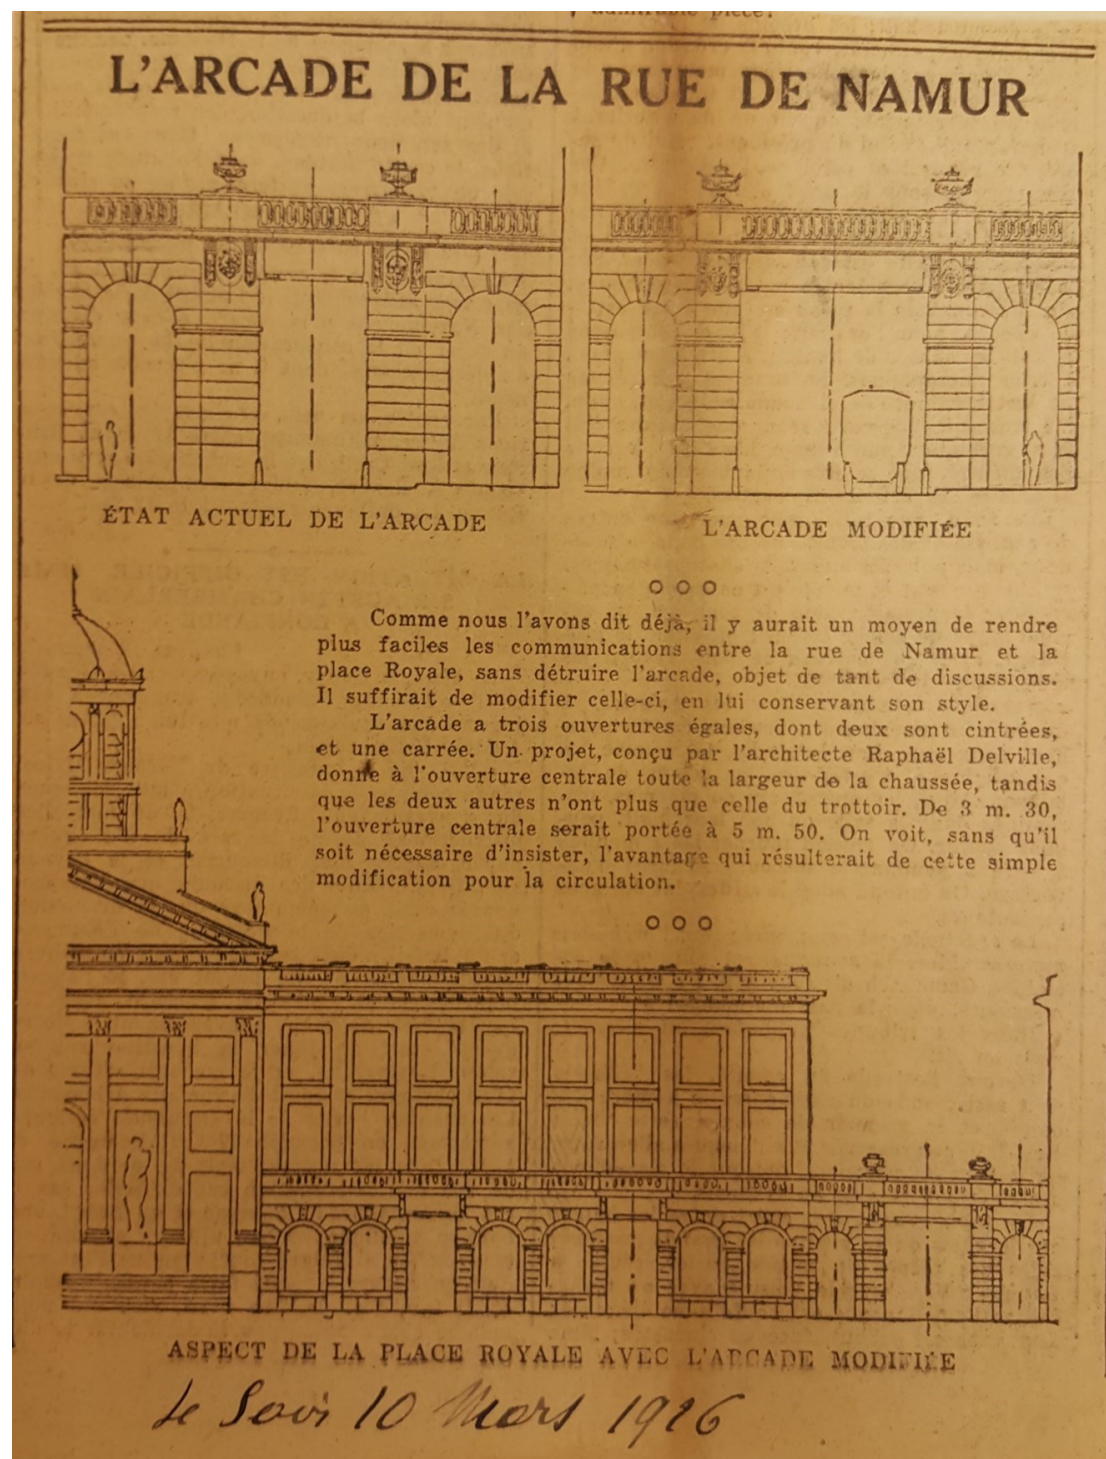 admirable pièce.
L'ARCADE DE LA RUE DE NAMUR
ÉTAT ACTUEL DE L'ARCADE
L'ARCADE MODIFIÉE
Comme nous l'avons dit déjà, il y aurait un moyen de rendre
plus faciles les communications entre la rue de Namur et la
place Royale, sans détruire l'arcade, objet de tant de discussions.
Il suffirait de modifier celle-ci, en lui conservant son style.
L'arcade a trois ouvertures égales, dont deux sont cintrées,
et une carrée. Un projet, conçu par l'architecte Raphaël Delville,
donne à l'ouverture centrale toute la largeur de la chaussée, tandis
que les deux autres n'ont plus que celle du trottoir. De 3 m. 30,
l'ouverture centrale serait portée à 5 m. 50. On voit, sans qu'il
soit nécessaire d'insister, l'avantage qui résulterait de cette simple
modification pour la circulation.
ASPECT DE LA PLACE ROYALE AVEC L'ARCADE MODIFIÉE
Le Soir 10 Mars 1926